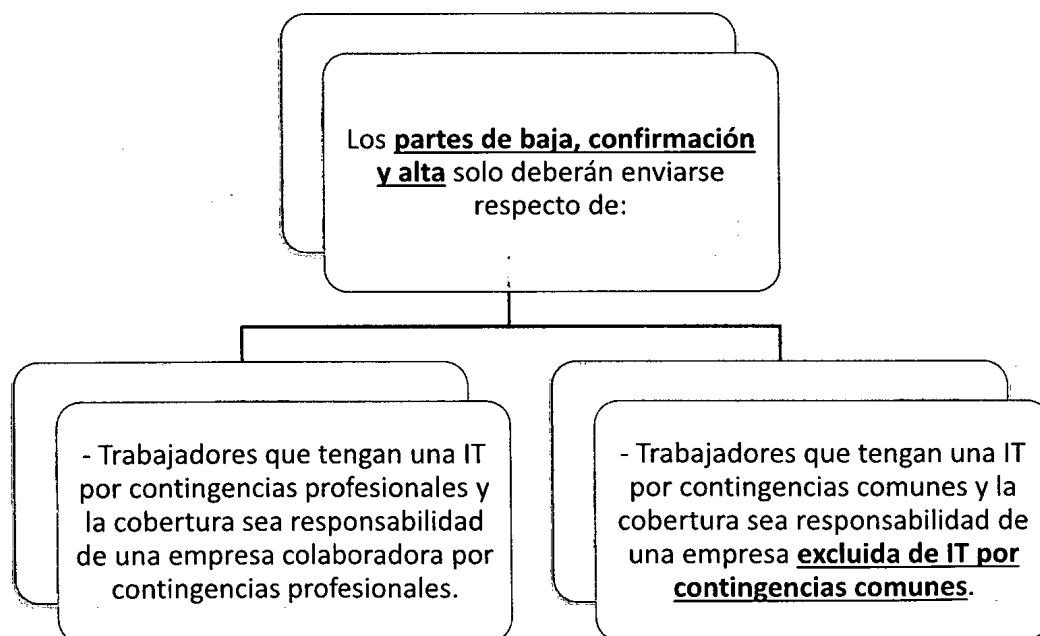 Los partes de baja, confirmación
y alta solo deberán enviarse
respecto de:
- Trabajadores que tengan una IT
por contingencias profesionales y
la cobertura sea responsabilidad
de una empresa colaboradora por
contingencias profesionales.
- Trabajadores que tengan una IT
por contingencias comunes y la
cobertura sea responsabilidad de
una empresa excluida de IT por
contingencias comunes.